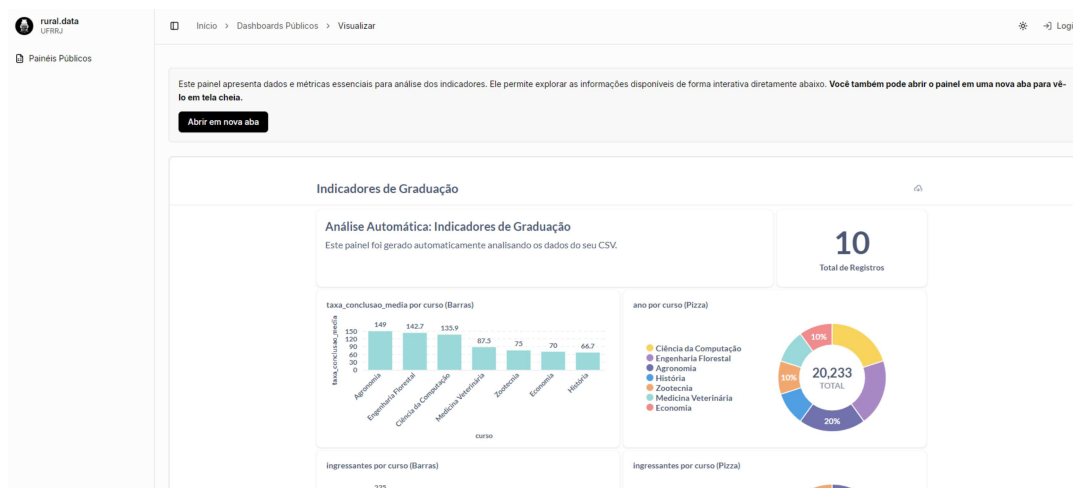 rural.data
UFRRJ
Início > Dashboards Públicos > Visualizar
Logi
Painéis Públicos
Este painel apresenta dados e métricas essenciais para análise dos indicadores. Ele permite explorar as informações disponíveis de forma interativa diretamente abaixo. Você também pode abrir o painel em uma nova aba para vê-
lo em tela cheia.
Abrir em nova aba
Indicadores de Graduação
Análise Automática: Indicadores de Graduação
Este painel foi gerado automaticamente analisando os dados do seu CSV.
10
Total de Registros
taxa_conclusao_media por curso (Barras)
taxa_conclusao_media
150
120
90
60
30
0
149
142.7
135.9
87.5
75
70
66.7
Agronomia
Engenharia Florestal
Ciência da Computação
Medicina Veterinária
Zootecnia
Economia
História
curso
ano por curso (Pizza)
Ciência da Computação
Engenharia Florestal
Agronomia
História
Zootecnia
Medicina Veterinária
Economia
10%
10%
20%
20,233
TOTAL
ingressantes por curso (Barras)
ingressantes por curso (Pizza)